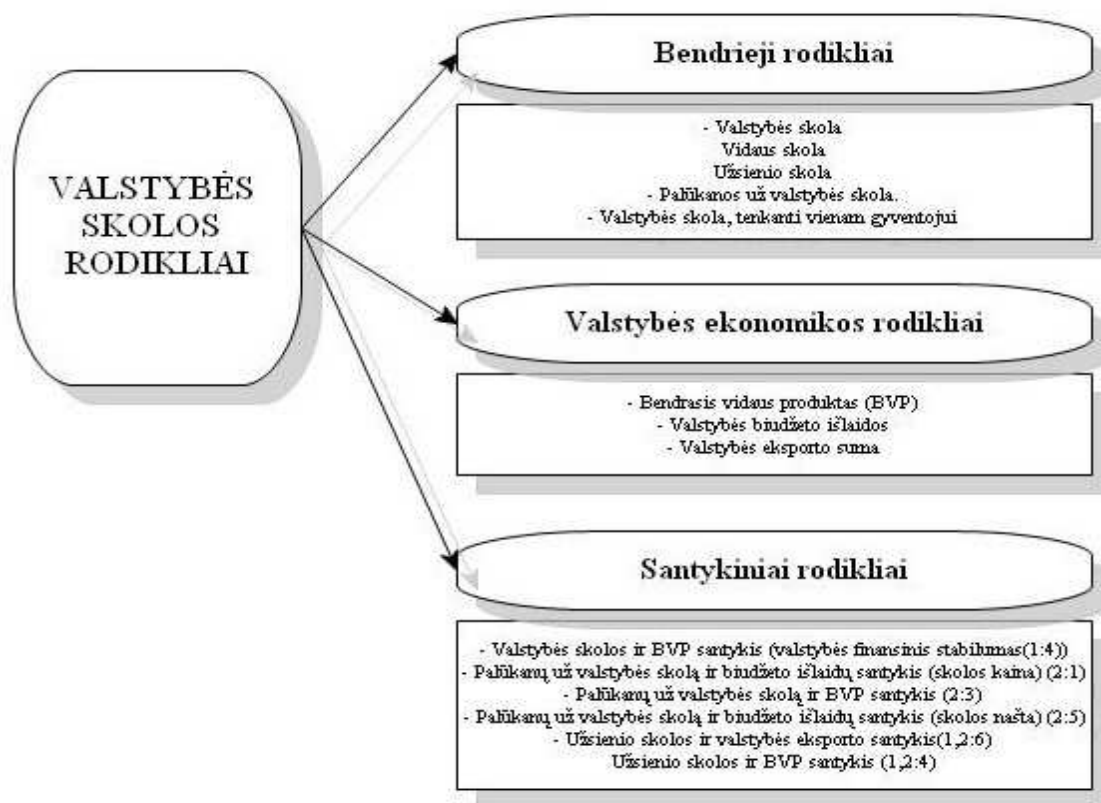 VALSTYBĖS
SKOLOS
RODIKLIAI
Bendrieji rodikliai
- Valstybės skola
Vidaus skola
Užsienio skola
- Palūkanos už valstybės skola.
- Valstybės skola, tenkanti vienam gyventojui
Valstybės ekonomikos rodikliai
- Bendrasis vidaus produktas (BVP)
- Valstybės biudžeto išlaidos
- Valstybės eksporto suma
Santykiniai rodikliai
- Valstybės skolos ir BVP santykis (valstybės finansinis stabilumas(1:4))
- Palūkanų už valstybės skolą ir biudžeto išlaidų santykis (skolos kaina) (2:1)
- Palūkanų už valstybės skolą ir BVP santykis (2:3)
- Palūkanų už valstybės skolą ir biudžeto išlaidų santykis (skolos našta) (2:5)
- Užsienio skolos ir valstybės eksporto santykis(1,2:6)
Užsienio skolos ir BVP santykis (1,2:4)